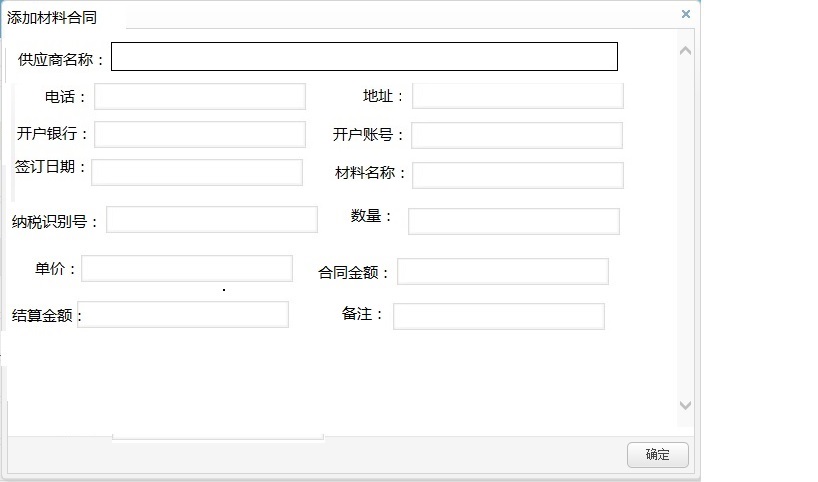 添加材料合同
供应商名称：
电话： 地址：
开户银行： 开户账号：
签订日期： 材料名称：
纳税识别号： 数量：
单价： 合同金额：
结算金额： 备注：
确定